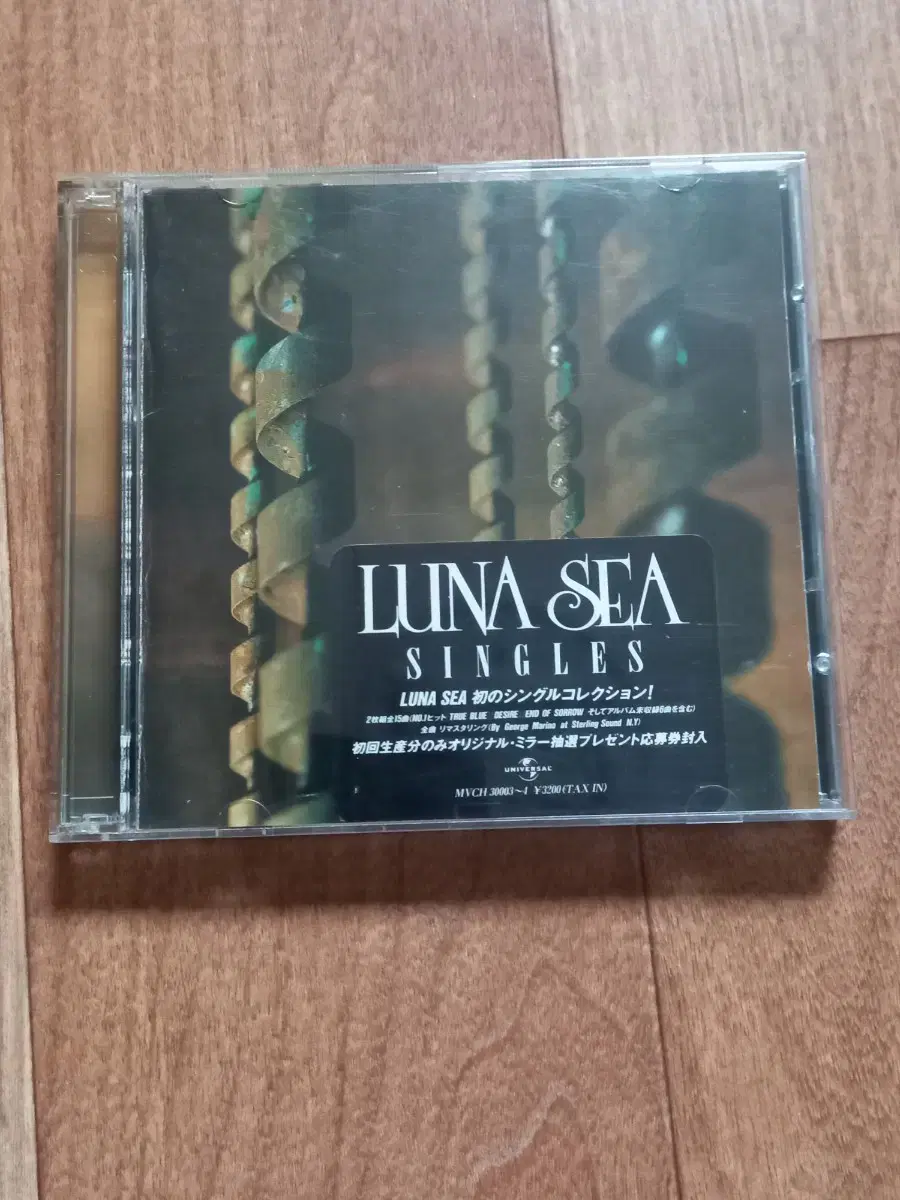 LUNA SEA
SINGLES
LUNA SEA 初のシングルコレクション!
2枚組全15曲(NO.1ヒット TRUE BLUE DESIRE END OF SORROW そしてアルバム未収録6曲を含む)
全曲 リマスタリング(By George Marino at Sterling Sound N.Y)
初回生産分のみオリジナル・ミラー抽選プレゼント応募券封入
UNIVERSAL
MVCH 30003~4 ¥3200(TAX IN)